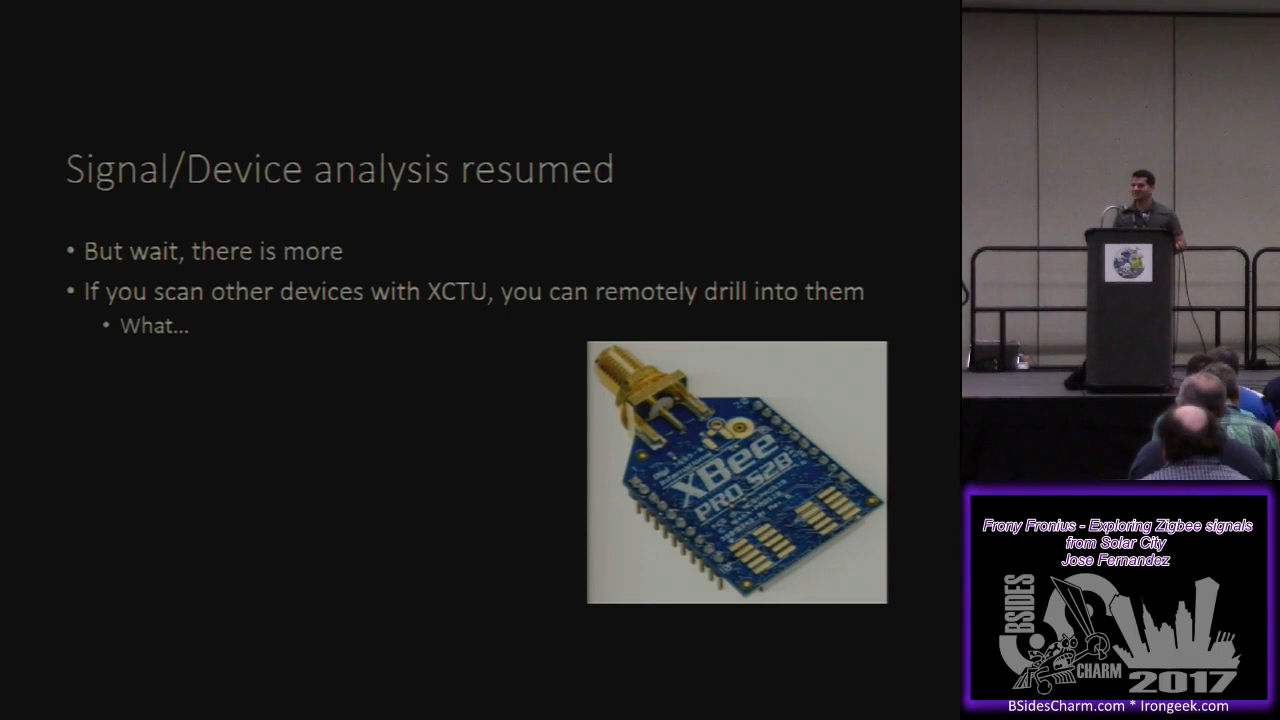 Signal/Device analysis resumed
• But wait, there is more
• If you scan other devices with XCTU, you can remotely drill into them
• What...
XBee
PRO S2B
Frony Fronius - Exploring Zigbee signals
from Solar City
Jose Fernandez
BSIDES
CHARM
2017
BSidesCharm.com * Irongeek.com